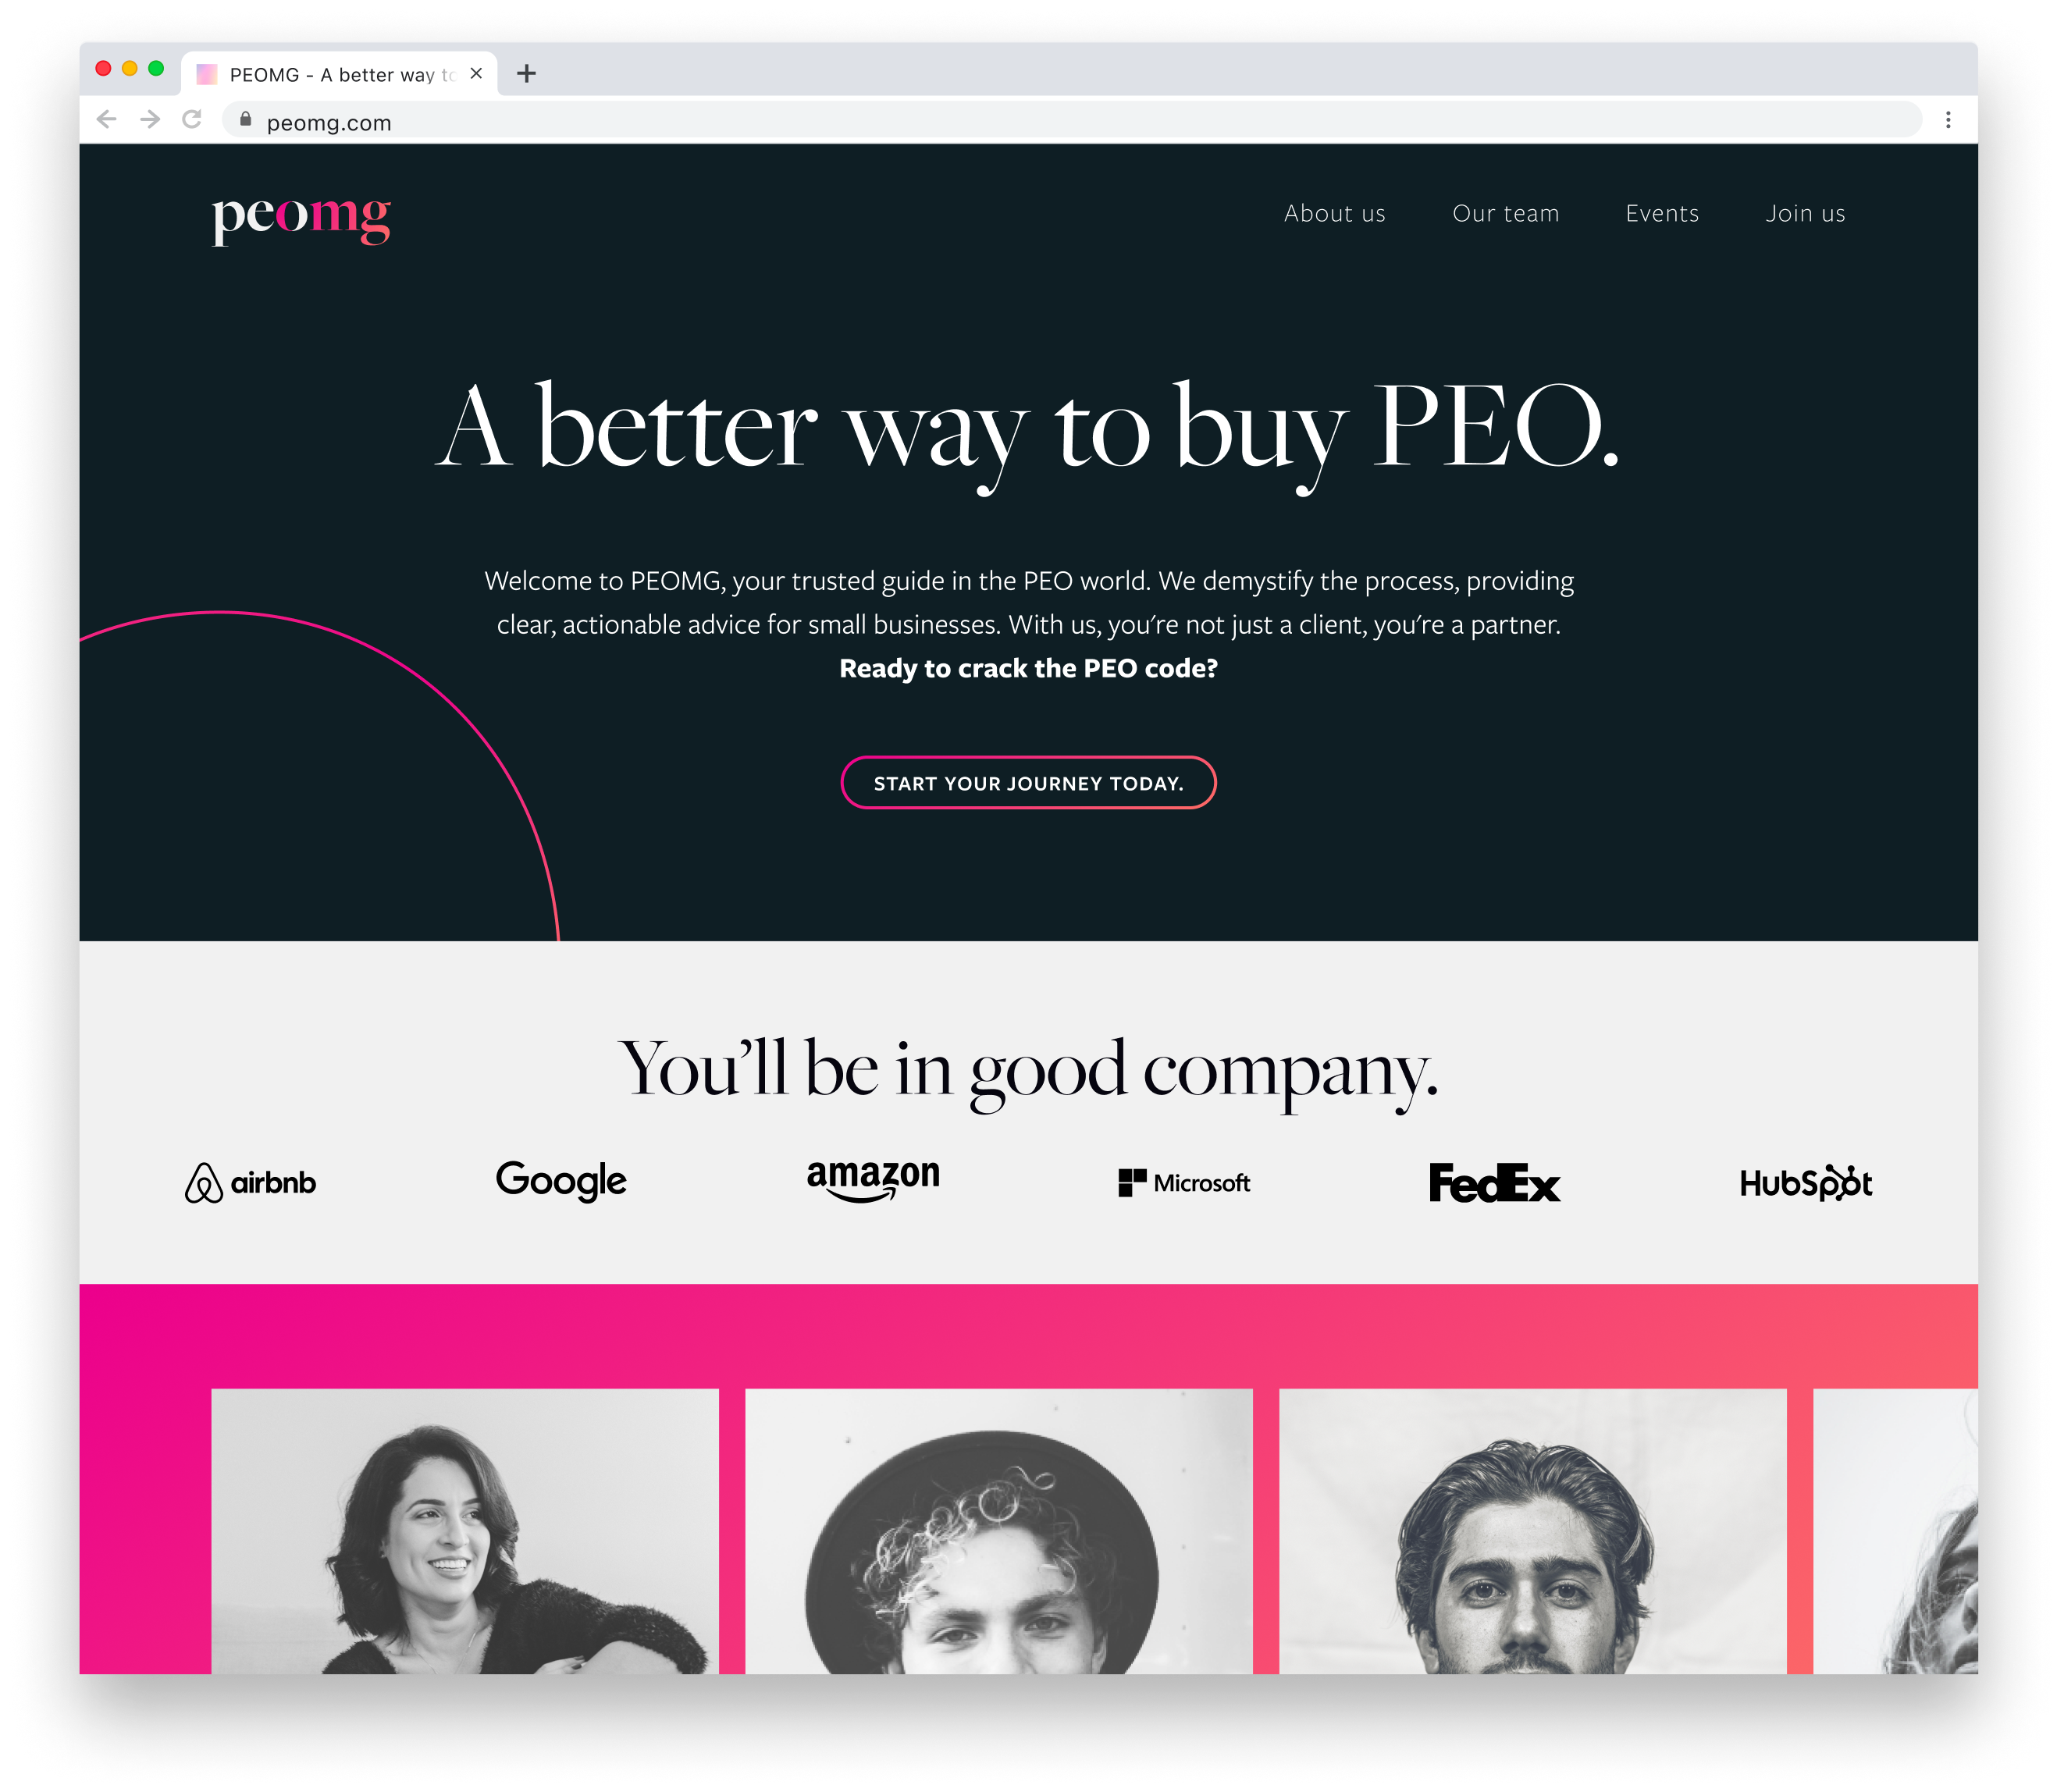 PEOMG - A better way to
peomg.com
peomg
About us Our team Events Join us
A better way to buy PEO.
Welcome to PEOMG, your trusted guide in the PEO world. We demystify the process, providing
clear, actionable advice for small businesses. With us, you're not just a client, you're a partner.
Ready to crack the PEO code?
START YOUR JOURNEY TODAY.
You'll be in good company.
airbnb Google amazon Microsoft FedEx HubSpot